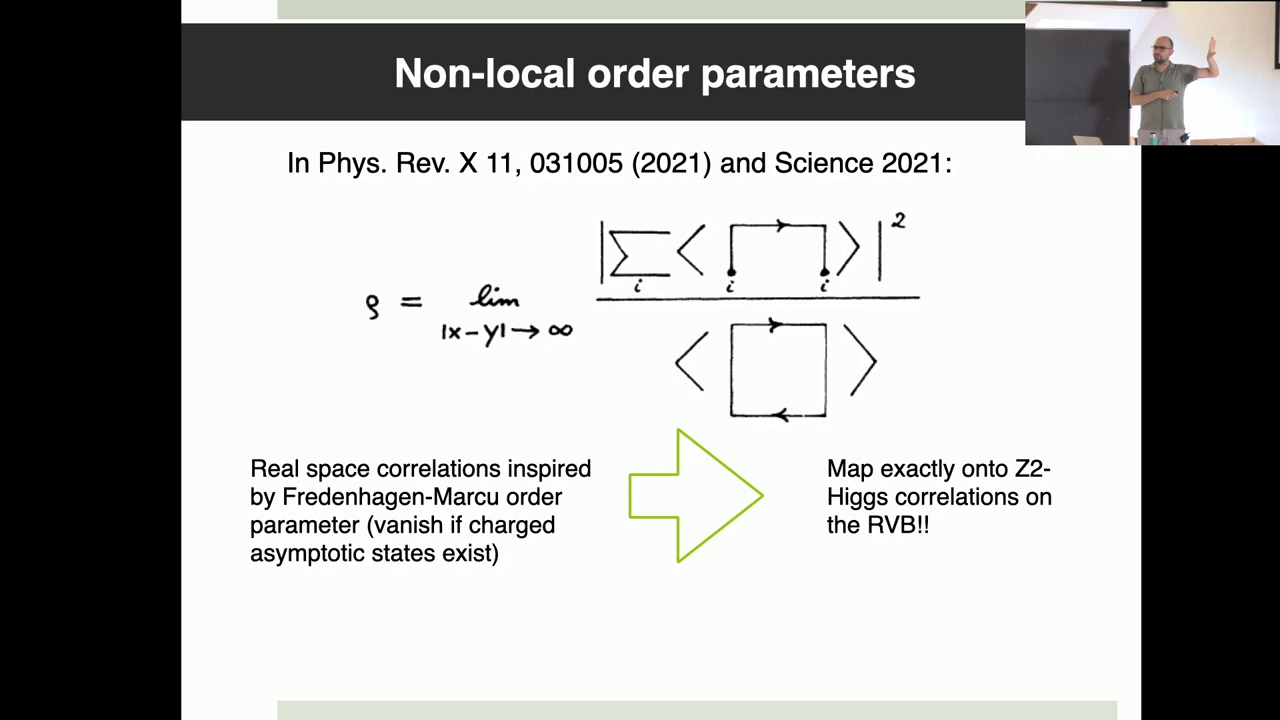 Non-local order parameters
In Phys. Rev. X 11, 031005 (2021) and Science 2021:
|∑_i < i i >|²
ρ = lim
|x-y|→∞
< >
Real space correlations inspired
by Fredenhagen-Marcu order
parameter (vanish if charged
asymptotic states exist)
Map exactly onto Z2-
Higgs correlations on
the RVB!!